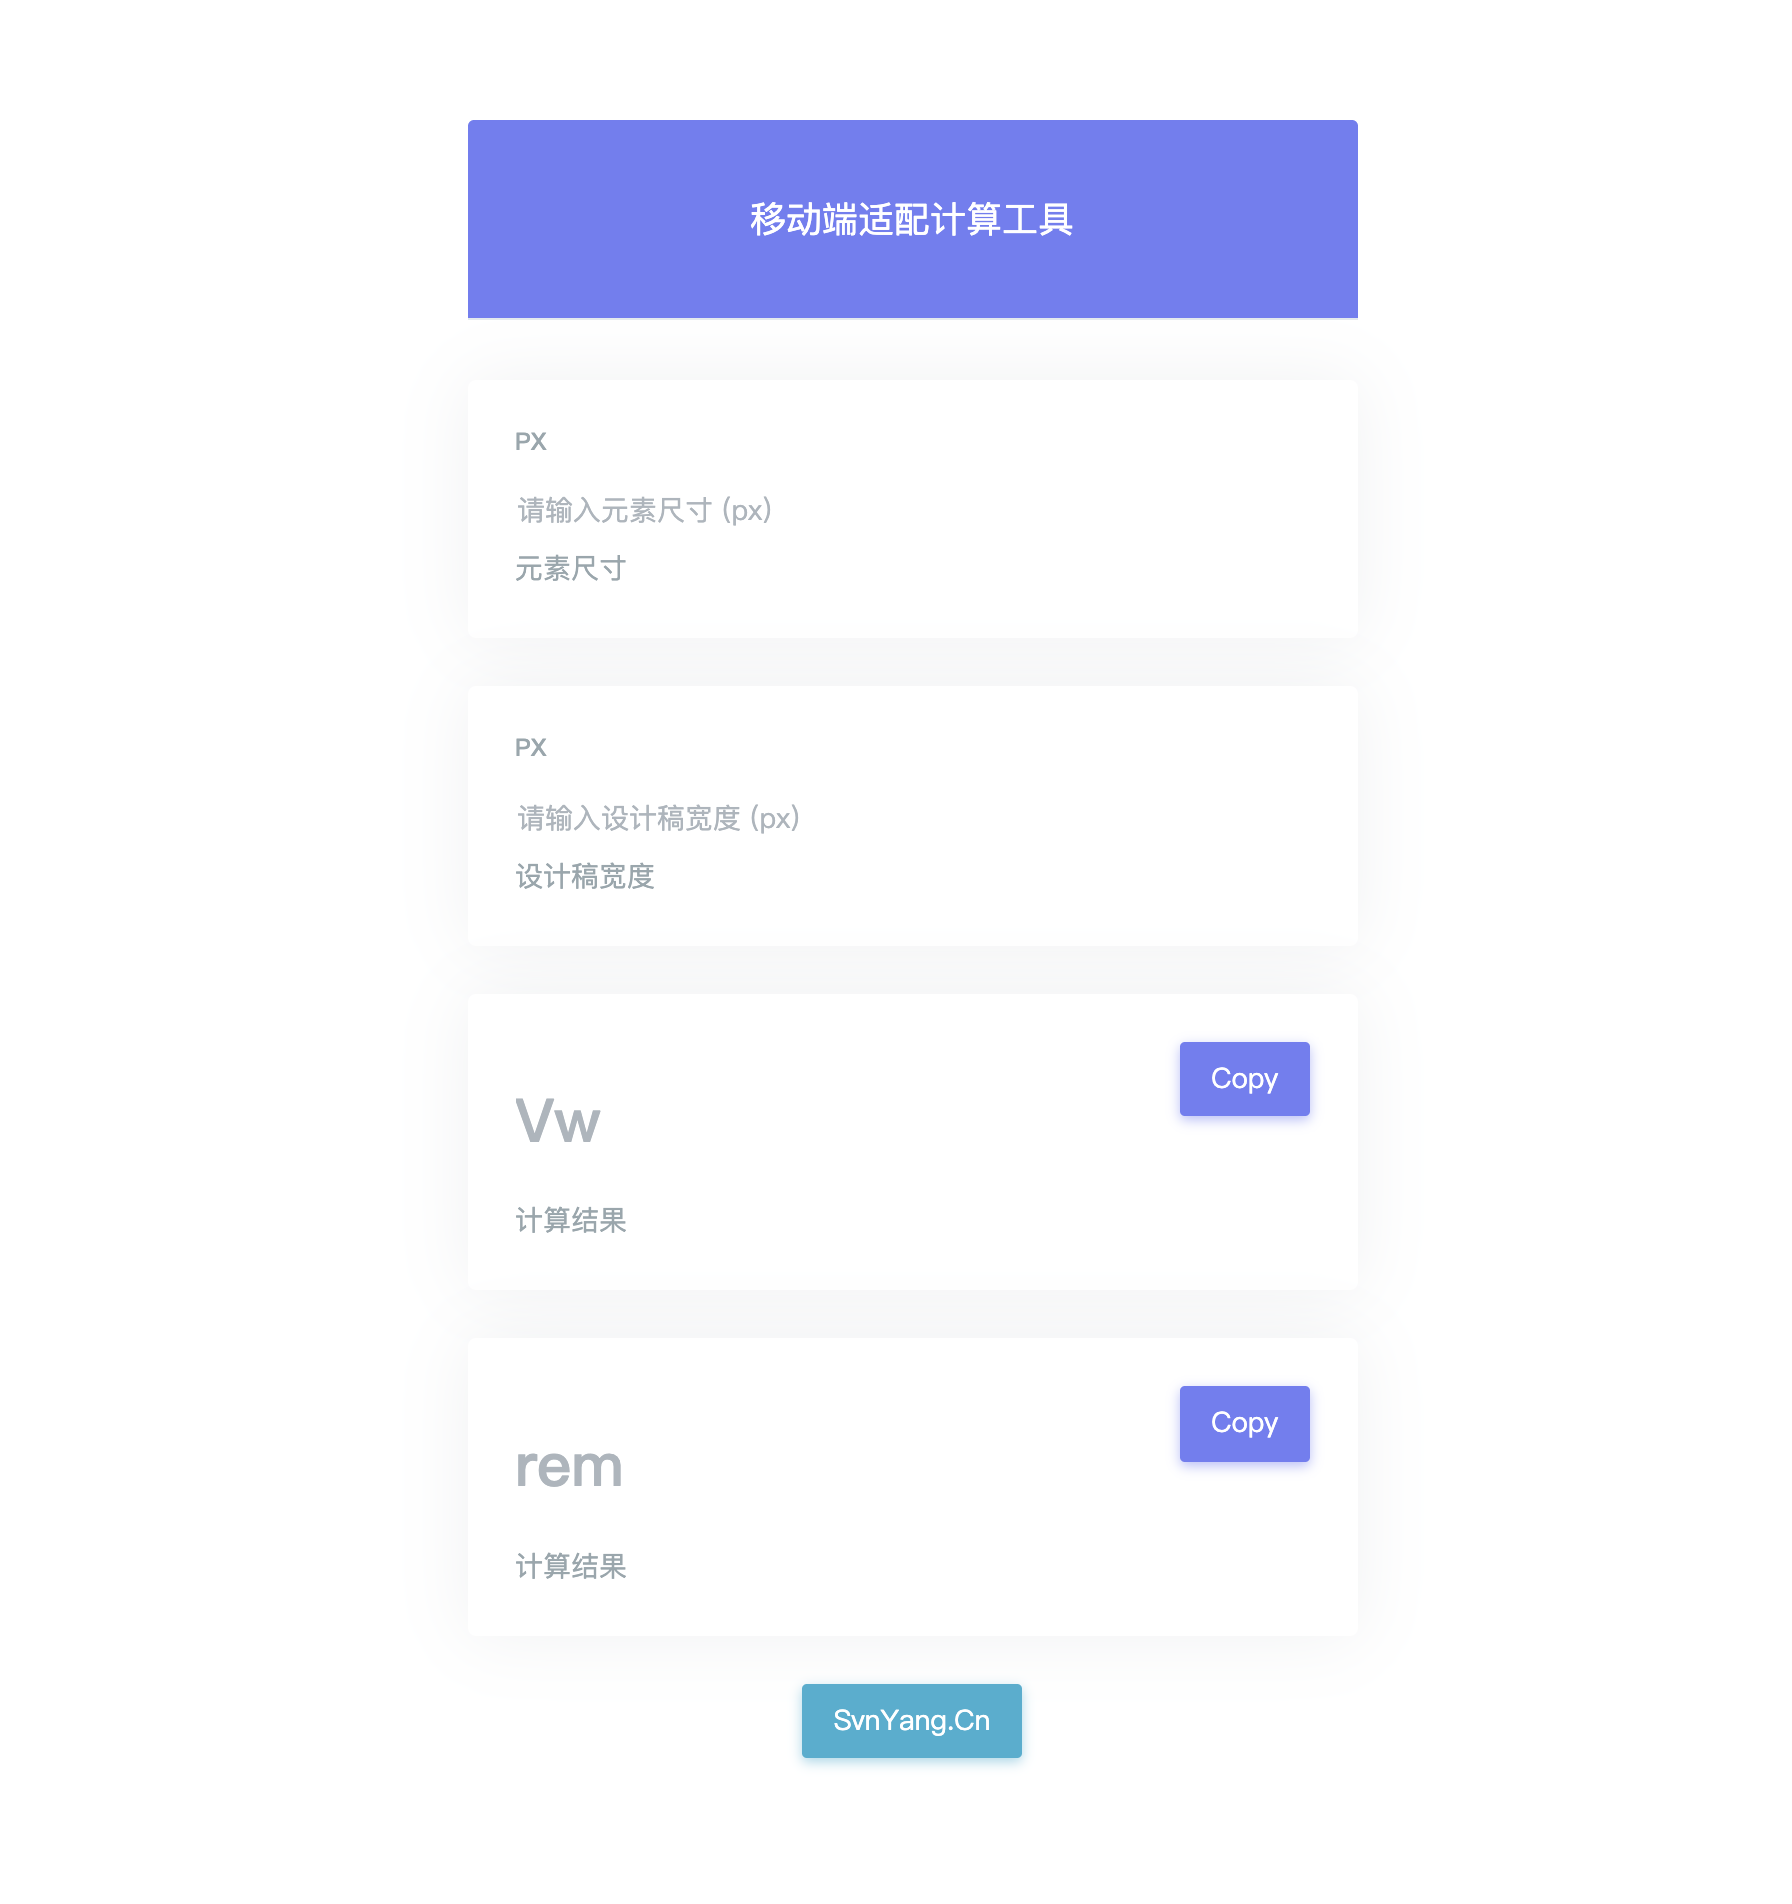 移动端适配计算工具
PX
请输入元素尺寸 (px)
元素尺寸
PX
请输入设计稿宽度 (px)
设计稿宽度
Copy
Vw
计算结果
Copy
rem
计算结果
SvnYang.Cn